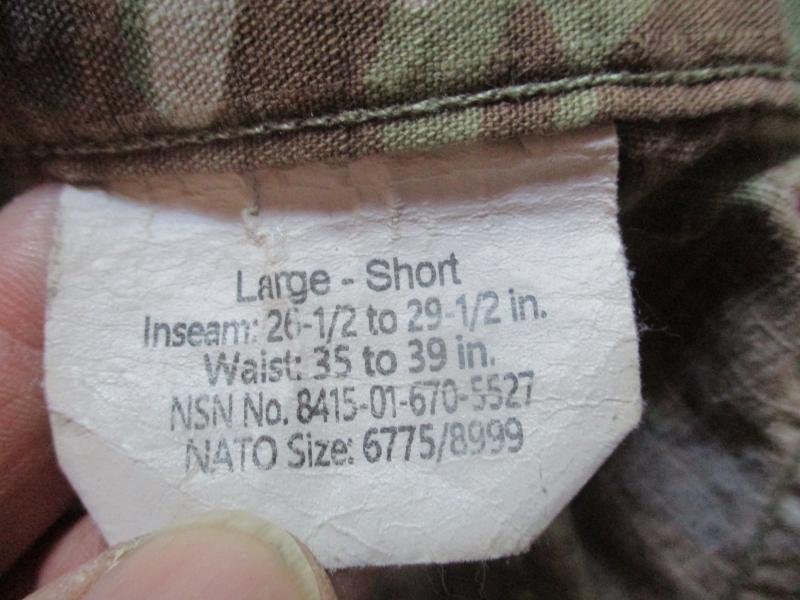 Large - Short
Inseam: 26-1/2 to 29-1/2 in.
Waist: 35 to 39 in.
NSN No. 8415-01-670-5527
NATO Size: 6775/8999